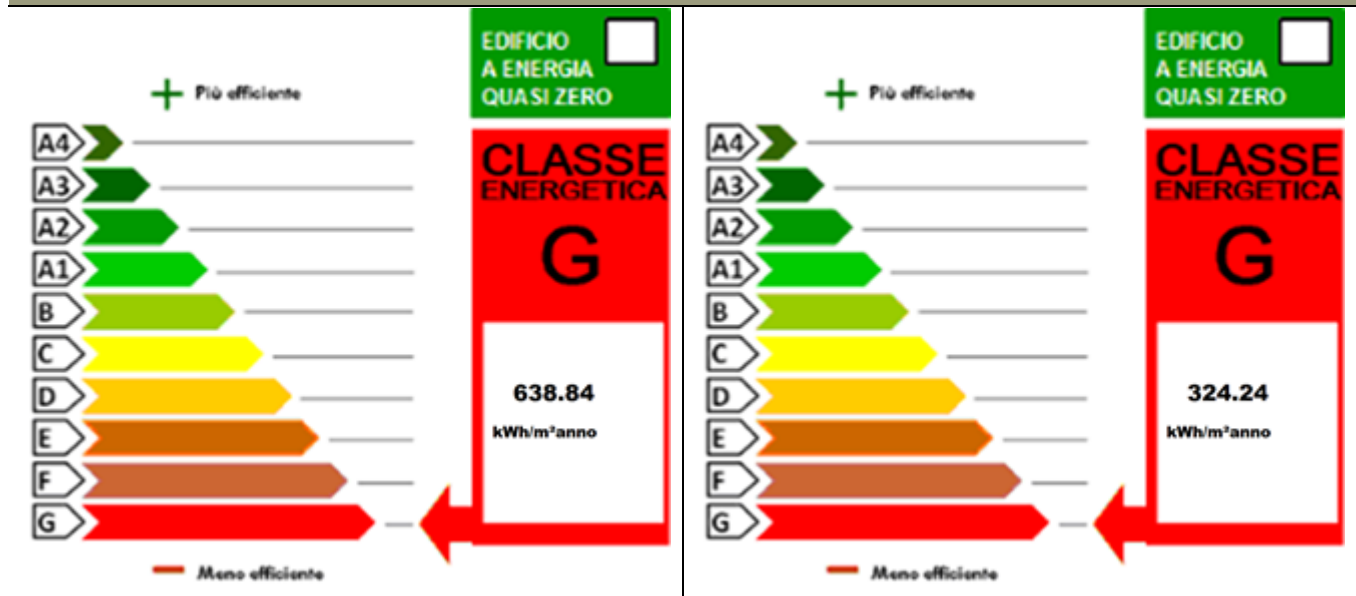 EDIFICIO
A ENERGIA
QUASI ZERO
Più efficiente
A4
A3
A2
A1
B
C
D
E
F
G
CLASSE
ENERGETICA
G
638.84
kWh/m²anno
Meno efficiente
EDIFICIO
A ENERGIA
QUASI ZERO
Più efficiente
A4
A3
A2
A1
B
C
D
E
F
G
CLASSE
ENERGETICA
G
324.24
kWh/m²anno
Meno efficiente